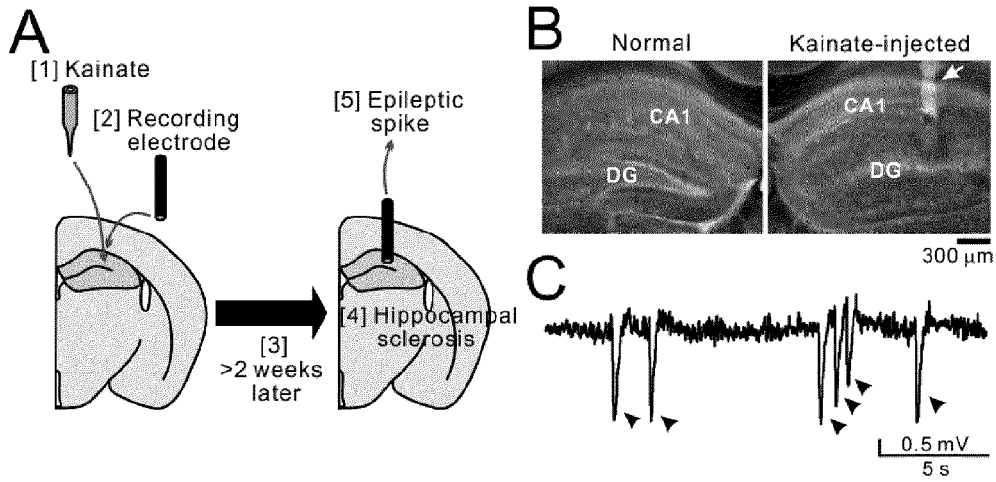 A
[1] Kainate
[2] Recording
electrode
[5] Epileptic
spike
[3]
>2 weeks
later
[4] Hippocampal
sclerosis
B
Normal
Kainate-injected
CA1
DG
CA1
DG
300 μm
C
0.5 mV
5 s